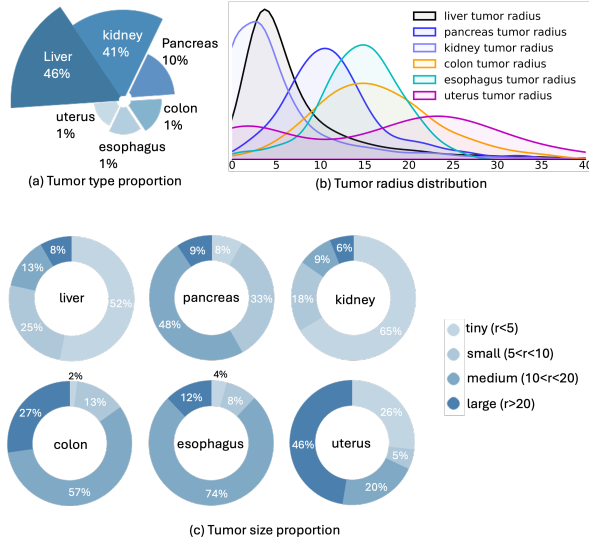 Liver
46%
kidney
41%
Pancreas
10%
colon
1%
esophagus
1%
uterus
1%
(a) Tumor type proportion
liver tumor radius
pancreas tumor radius
kidney tumor radius
colon tumor radius
esophagus tumor radius
uterus tumor radius
0 5 10 15 20 25 30 35 40
(b) Tumor radius distribution
liver
8%
13%
25%
52%
pancreas
9%
8%
33%
48%
kidney
6%
9%
18%
65%
colon
2%
13%
27%
57%
esophagus
4%
12%
8%
74%
uterus
26%
46%
5%
20%
tiny (r<5)
small (5<r<10)
medium (10<r<20)
large (r>20)
(c) Tumor size proportion